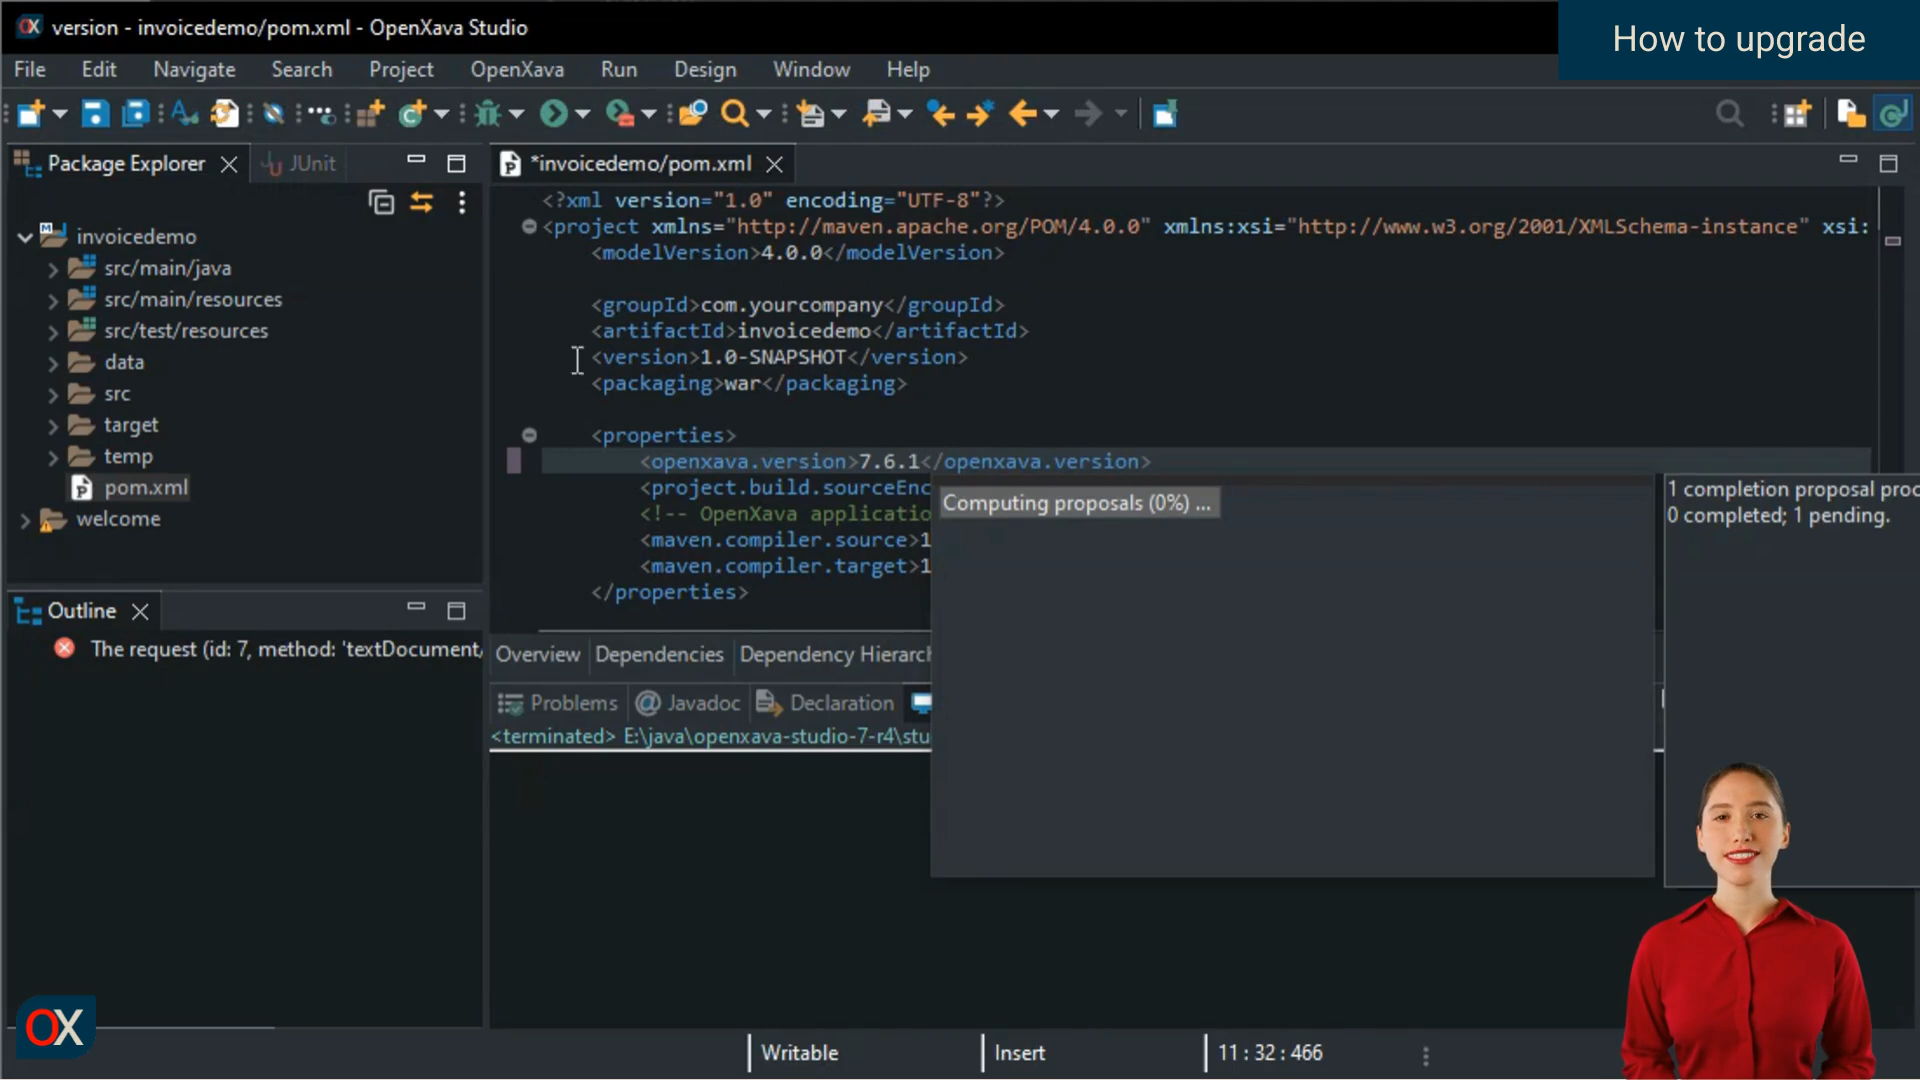 version - invoicedemo/pom.xml - OpenXava Studio
How to upgrade
File Edit Navigate Search Project OpenXava Run Design Window Help
Package Explorer
JUnit
*invoicedemo/pom.xml
invoicedemo
src/main/java
src/main/resources
src/test/resources
data
src
target
temp
pom.xml
welcome
<?xml version="1.0" encoding="UTF-8"?>
<project xmlns="http://maven.apache.org/POM/4.0.0" xmlns:xsi="http://www.w3.org/2001/XMLSchema-instance" xsi:
<modelVersion>4.0.0</modelVersion>
<groupId>com.yourcompany</groupId>
<artifactId>invoicedemo</artifactId>
<version>1.0-SNAPSHOT</version>
<packaging>war</packaging>
<properties>
<openxava.version>7.6.1</openxava.version>
<project.build.sourceEnc
<!-- OpenXava applicatio
<maven.compiler.source>1
<maven.compiler.target>1
</properties>
Computing proposals (0%) ...
1 completion proposal proc
0 completed; 1 pending.
Outline
The request (id: 7, method: 'textDocument/
Overview Dependencies Dependency Hierarch
Problems Javadoc Declaration
<terminated> E:\java\openxava-studio-7-r4\stu
OX
Writable Insert 11 : 32 : 466